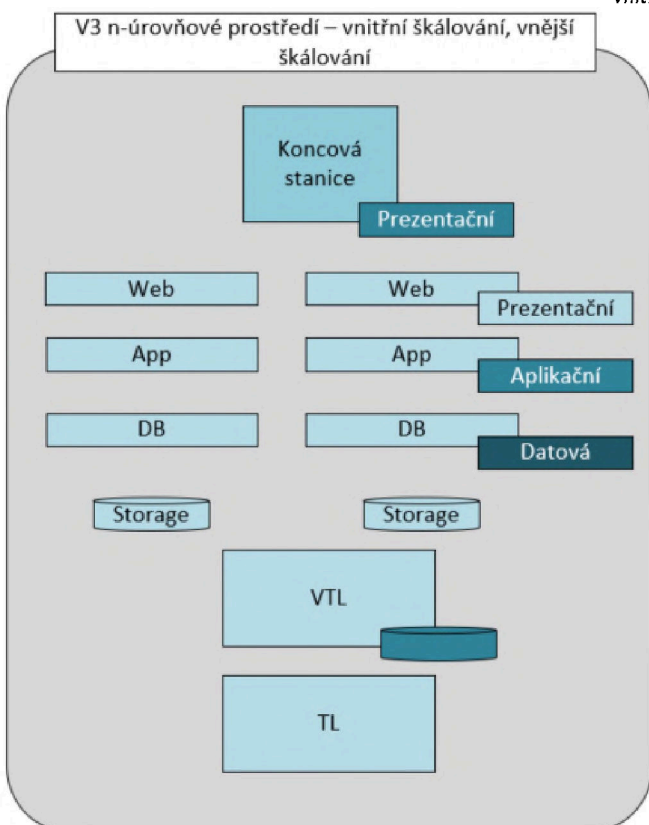 V3 n-úrovňové prostředí – vnitřní škálování, vnější
škálování
Koncová
stanice
Prezentační
Web
Web
Prezentační
App
App
Aplikační
DB
DB
Datová
Storage
Storage
VTL
TL